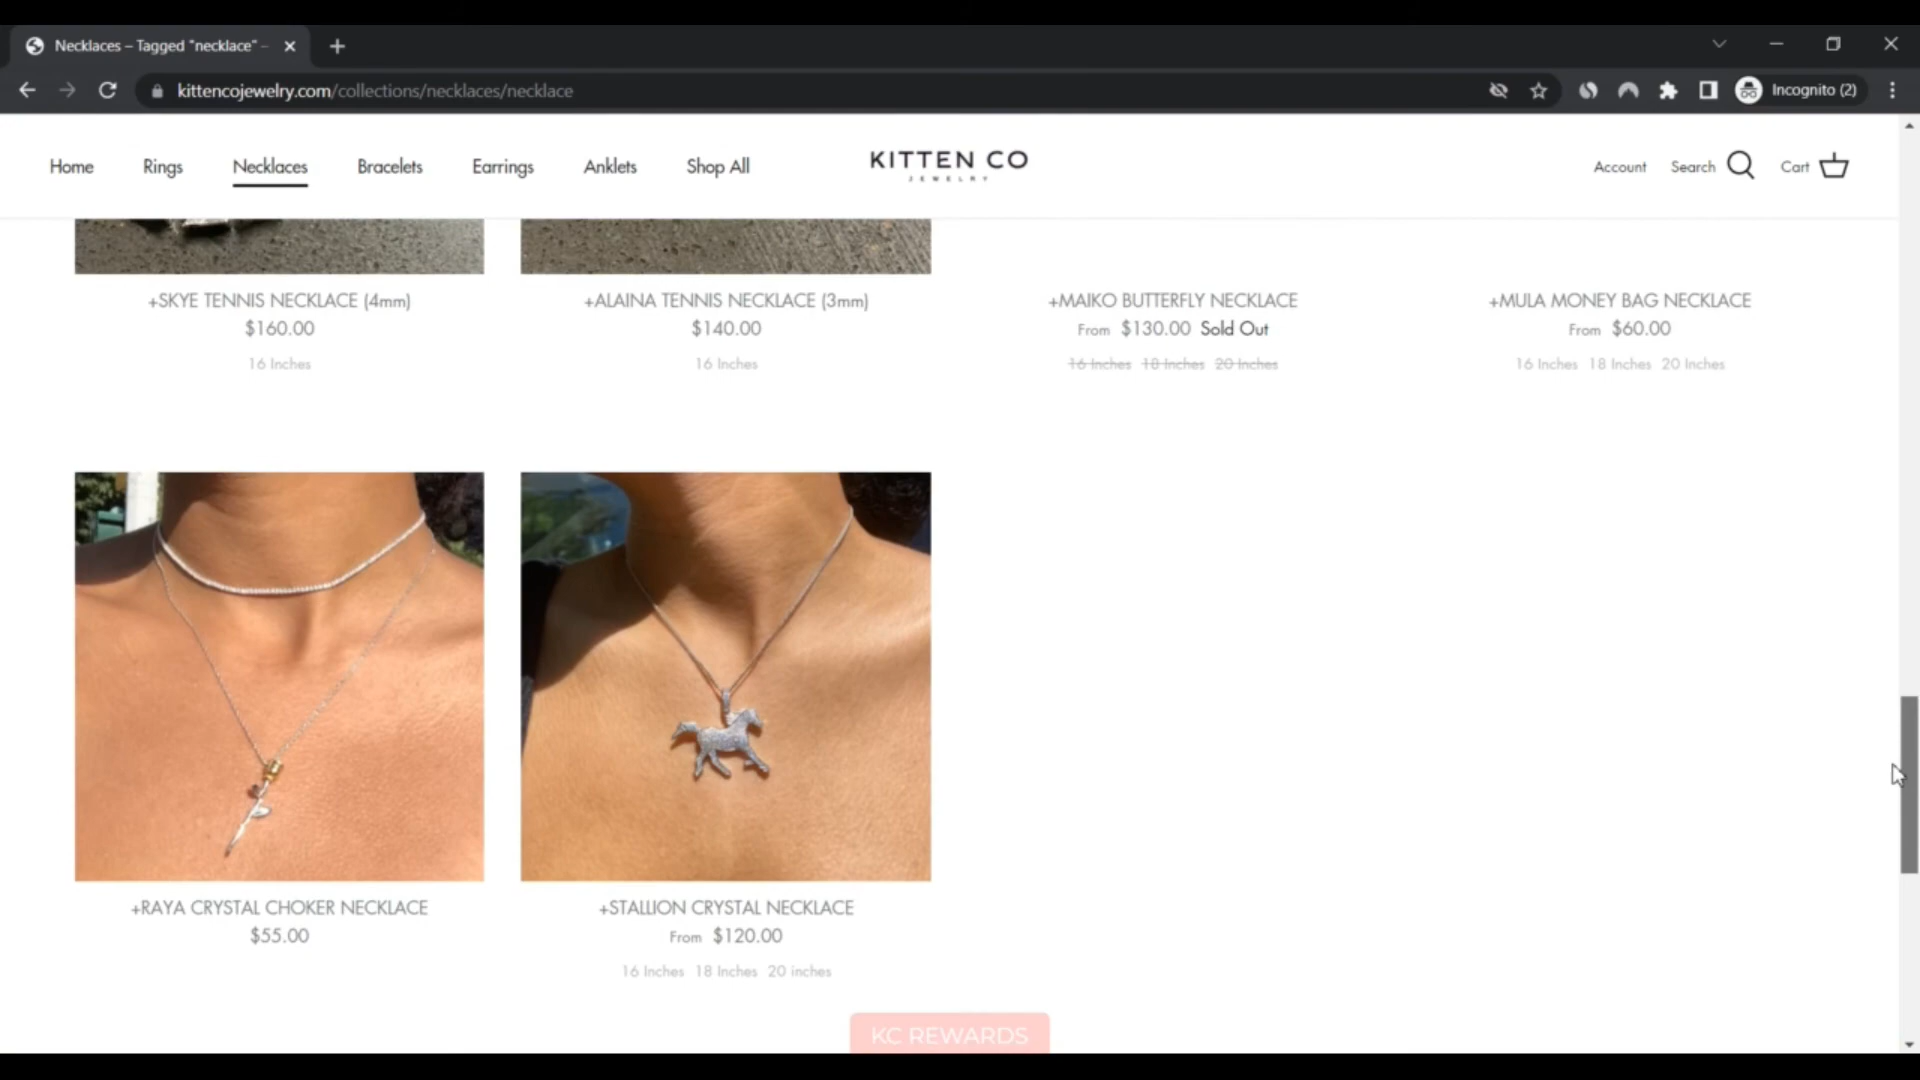 Necklaces – Tagged "necklace" –
kittencojewelry.com/collections/necklaces/necklace
Incognito (2)
Home Rings Necklaces Bracelets Earrings Anklets Shop All
KITTEN CO
JEWELRY
Account Search Cart
+SKYE TENNIS NECKLACE (4mm)
$160.00
16 Inches
+ALAINA TENNIS NECKLACE (3mm)
$140.00
16 Inches
+MAIKO BUTTERFLY NECKLACE
From $130.00 Sold Out
16 Inches 18 Inches 20 Inches
+MULA MONEY BAG NECKLACE
From $60.00
16 Inches 18 Inches 20 Inches
+RAYA CRYSTAL CHOKER NECKLACE
$55.00
+STALLION CRYSTAL NECKLACE
From $120.00
16 Inches 18 Inches 20 inches
KC REWARDS